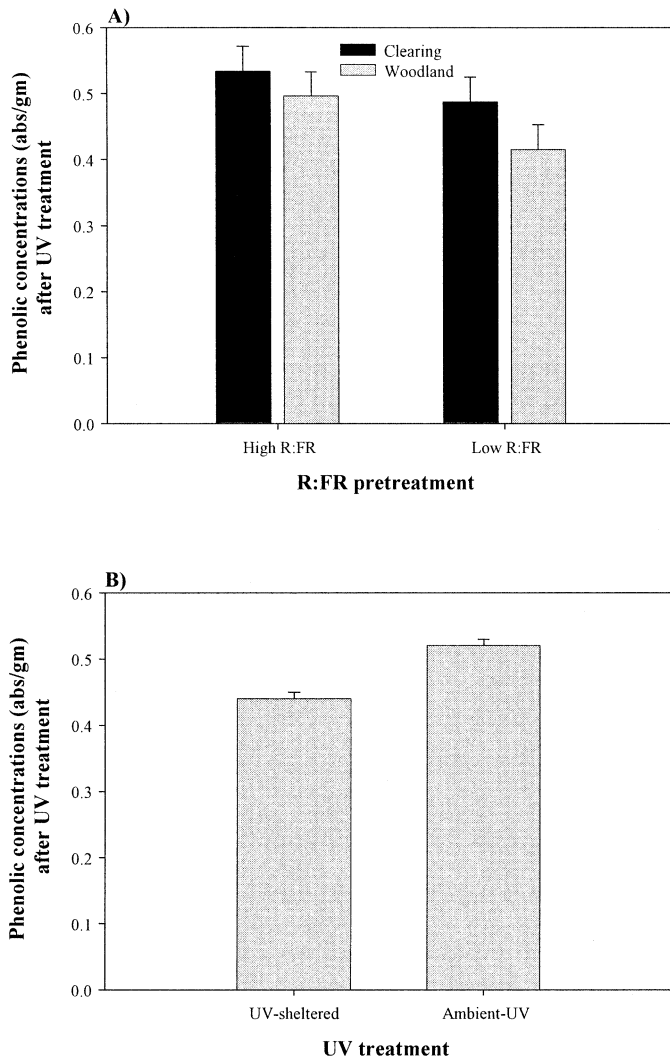 A)
Phenolic concentrations (abs/gm)
after UV treatment
0.6
0.5
0.4
0.3
0.2
0.1
0.0
Clearing
Woodland
High R:FR
Low R:FR
R:FR pretreatment
B)
Phenolic concentrations (abs/gm)
after UV treatment
0.6
0.5
0.4
0.3
0.2
0.1
0.0
UV-sheltered
Ambient-UV
UV treatment